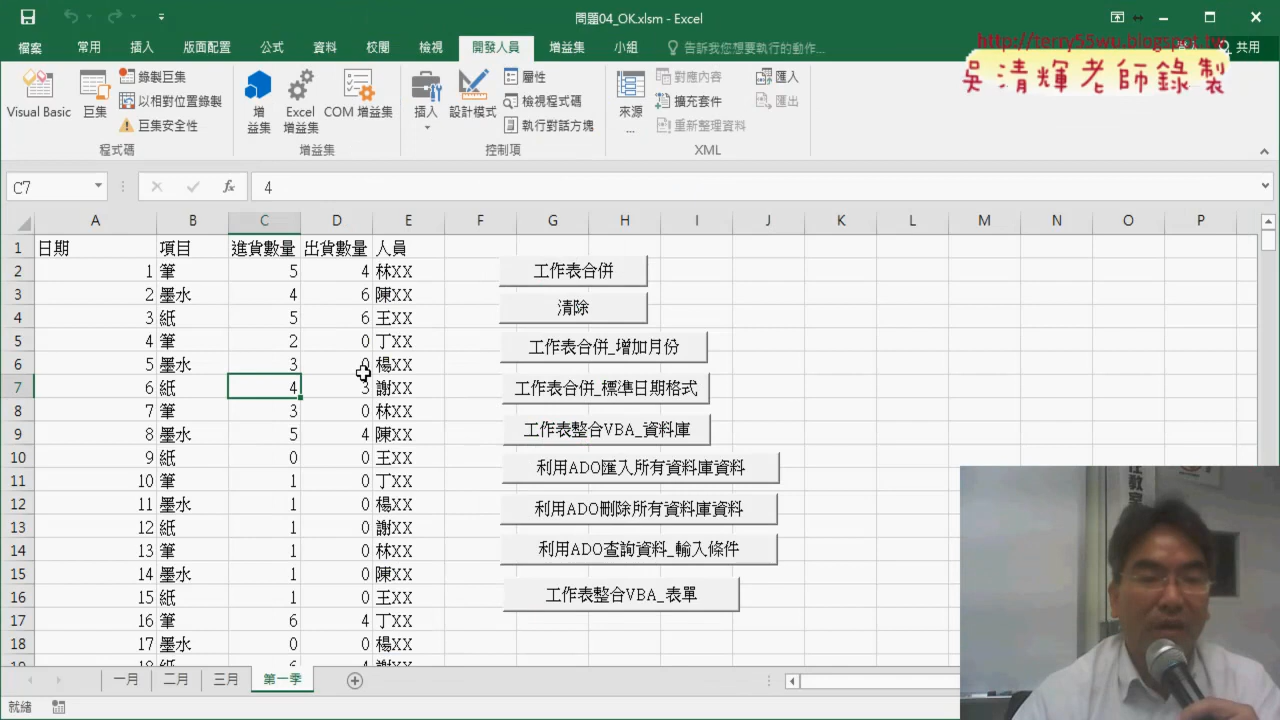 問題04_OK.xlsm - Excel
檔案 常用 插入 版面配置 公式 資料 校閱 檢視 開發人員 增益集 小組 告訴我您想要執行的動作... 共用
http://terry55wu.blogspot.tw
吳清輝老師錄製
Visual Basic 巨集 錄製巨集 以相對位置錄製 巨集安全性 程式碼
增益集 Excel 增益集 COM 增益集 增益集
插入 設計模式 屬性 檢視程式碼 執行對話方塊 控制項
來源... 對應內容 擴充套件 重新整理資料 匯入 匯出 XML
C7 fx 4
A B C D E F G H I J K L M N O P
1 日期 項目 進貨數量 出貨數量 人員
2 1 筆 5 4 林XX
3 2 墨水 4 6 陳XX
4 3 紙 5 6 王XX
5 4 筆 2 0 丁XX
6 5 墨水 3 0 楊XX
7 6 紙 4 3 謝XX
8 7 筆 3 0 林XX
9 8 墨水 5 4 陳XX
10 9 紙 0 0 王XX
11 10 筆 1 0 丁XX
12 11 墨水 1 0 楊XX
13 12 紙 1 0 謝XX
14 13 筆 1 0 林XX
15 14 墨水 1 0 陳XX
16 15 紙 1 0 王XX
17 16 筆 6 4 丁XX
18 17 墨水 0 0 楊XX
工作表合併
清除
工作表合併_增加月份
工作表合併_標準日期格式
工作表整合VBA_資料庫
利用ADO匯入所有資料庫資料
利用ADO刪除所有資料庫資料
利用ADO查詢資料_輸入條件
工作表整合VBA_表單
一月 二月 三月 第一季
就緒